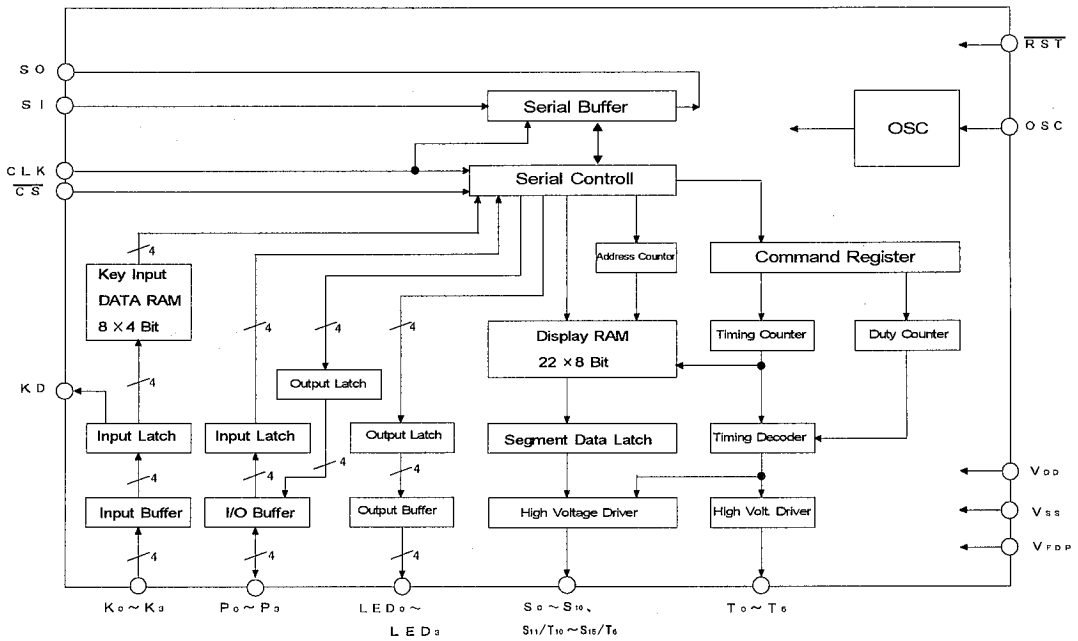 RST
SO
SI
Serial Buffer
OSC
OSC
CLK
CS
Serial Controll
4
Key Input
DATA RAM
8 × 4 Bit
Address Counter
Command Register
4
4
4
Display RAM
22 × 8 Bit
Timing Counter
Duty Counter
KD
4
Output Latch
Input Latch
Input Latch
Output Latch
Segment Data Latch
Timing Decoder
4
4
4
4
VDD
Input Buffer
I/O Buffer
Output Buffer
High Voltage Driver
High Volt. Driver
VSS
VFDP
4
4
4
K0～K3
P0～P3
LED0～
LED3
S0～S10、
S11/T10～S15/T6
T0～T6